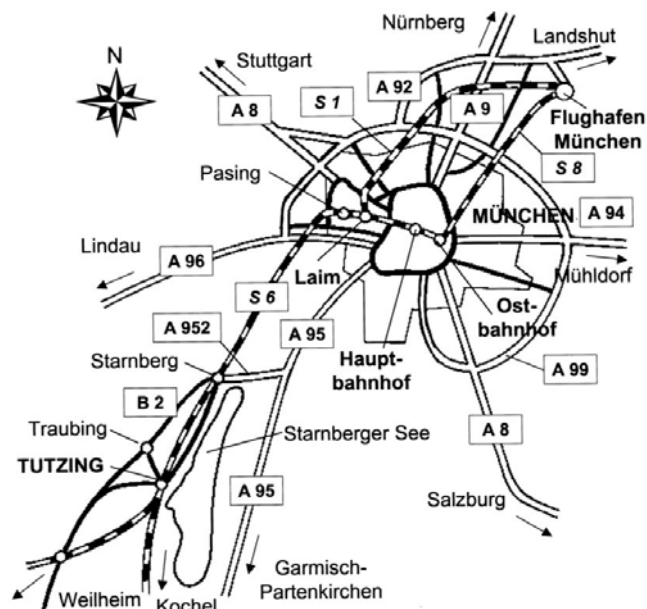 Nürnberg
Landshut
N
Stuttgart
A 92
A 8
S 1
A 9
Flughafen
München
Pasing
S 8
MÜNCHEN
A 94
Lindau
A 96
Laim
Mühldorf
S 6
Ost-
bahnhof
A 952
A 95
Haupt-
bahnhof
Starnberg
A 99
B 2
Traubing
Starnberger See
A 8
TUTZING
A 95
Salzburg
Garmisch-
Partenkirchen
Weilheim
Kochel